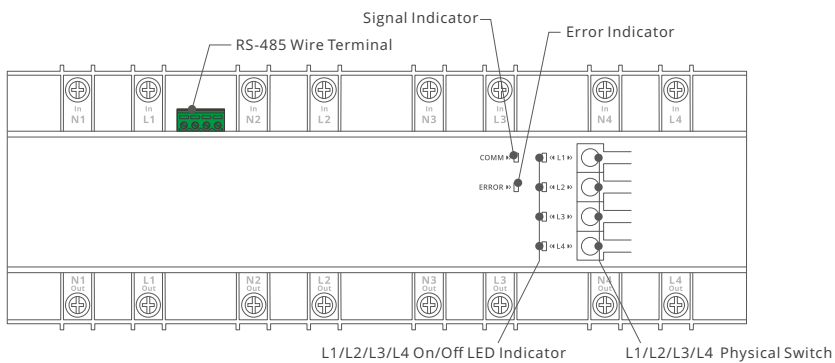 Signal Indicator
Error Indicator
RS-485 Wire Terminal
In In In In In In In In
N1 L1 N2 L2 N3 L3 N4 L4
COMM L1
ERROR L2
L3
L4
N1 L1 N2 L2 N3 L3 N4 L4
Out Out Out Out Out Out Out Out
L1/L2/L3/L4 On/Off LED Indicator
L1/L2/L3/L4 Physical Switch